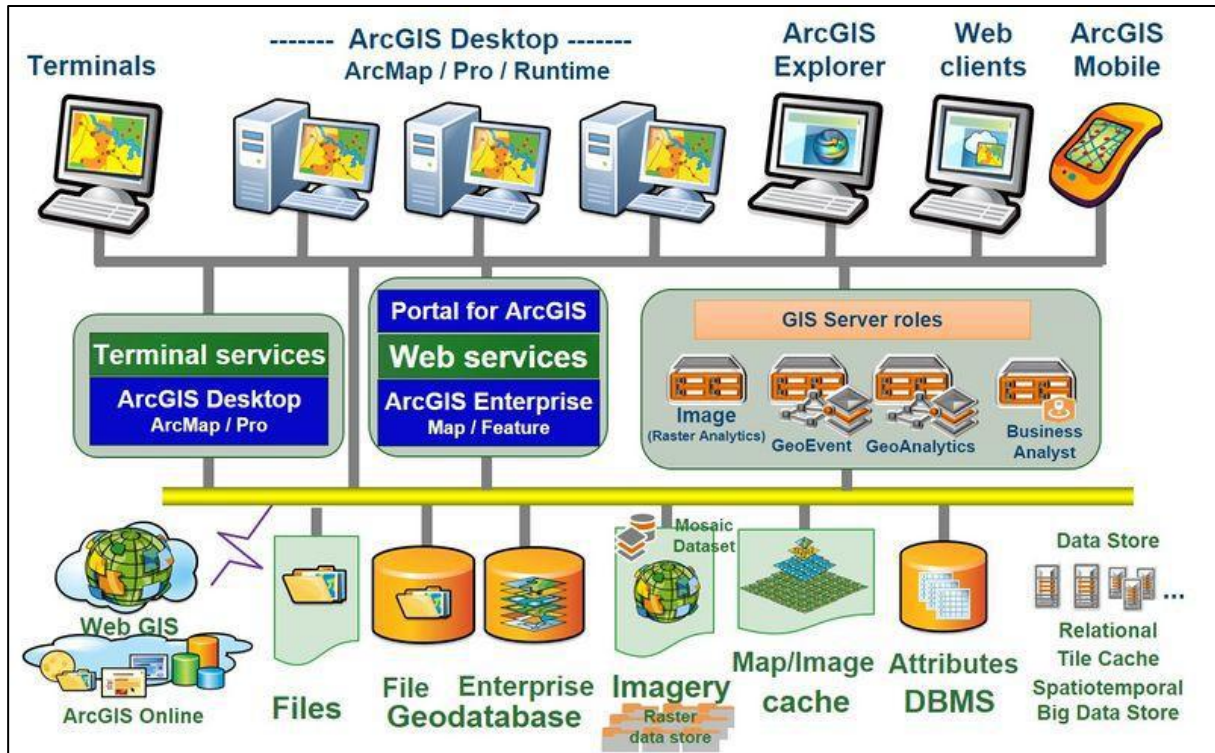 Terminals
------- ArcGIS Desktop -------
ArcMap / Pro / Runtime
ArcGIS
Explorer
Web
clients
ArcGIS
Mobile
Terminal services
ArcGIS Desktop
ArcMap / Pro
Portal for ArcGIS
Web services
ArcGIS Enterprise
Map / Feature
GIS Server roles
Image
(Raster Analytics)
GeoEvent
GeoAnalytics
Business
Analyst
Web GIS
ArcGIS Online
Files
File
Enterprise
Geodatabase
Mosaic
Dataset
Imagery
Raster
data store
Map/Image
cache
Attributes
DBMS
Data Store
...
Relational
Tile Cache
Spatiotemporal
Big Data Store